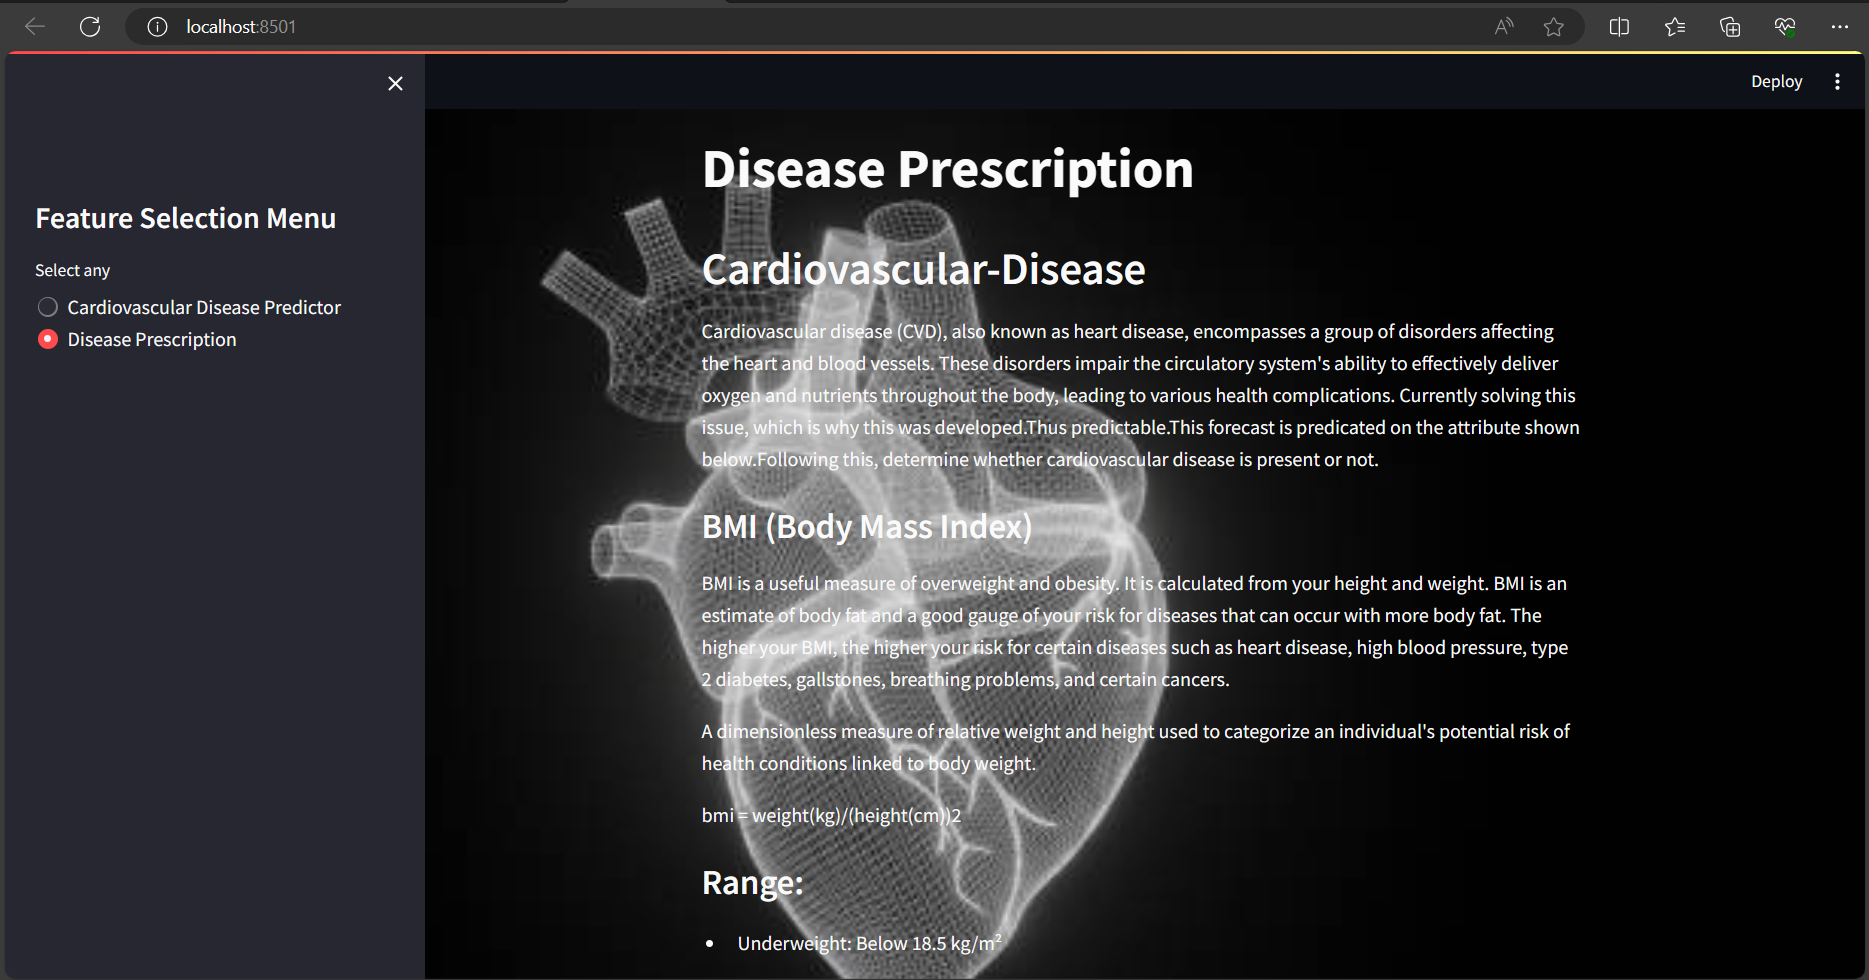 localhost:8501
Deploy
Feature Selection Menu
Select any
Cardiovascular Disease Predictor
Disease Prescription
Disease Prescription
Cardiovascular-Disease
Cardiovascular disease (CVD), also known as heart disease, encompasses a group of disorders affecting
the heart and blood vessels. These disorders impair the circulatory system's ability to effectively deliver
oxygen and nutrients throughout the body, leading to various health complications. Currently solving this
issue, which is why this was developed.Thus predictable.This forecast is predicated on the attribute shown
below.Following this, determine whether cardiovascular disease is present or not.
BMI (Body Mass Index)
BMI is a useful measure of overweight and obesity. It is calculated from your height and weight. BMI is an
estimate of body fat and a good gauge of your risk for diseases that can occur with more body fat. The
higher your BMI, the higher your risk for certain diseases such as heart disease, high blood pressure, type
2 diabetes, gallstones, breathing problems, and certain cancers.
A dimensionless measure of relative weight and height used to categorize an individual's potential risk of
health conditions linked to body weight.
bmi = weight(kg)/(height(cm))2
Range:
• Underweight: Below 18.5 kg/m²